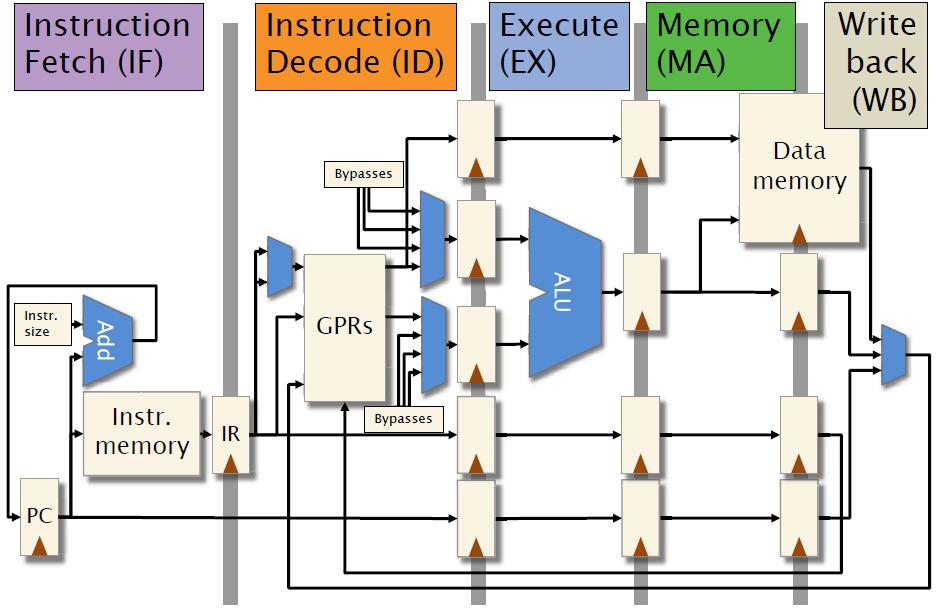 Instruction
Fetch (IF)
Instruction
Decode (ID)
Execute
(EX)
Memory
(MA)
Write
back
(WB)
Data
memory
Bypasses
ALU
GPRs
Instr.
size
Add
Bypasses
Instr.
memory
IR
PC